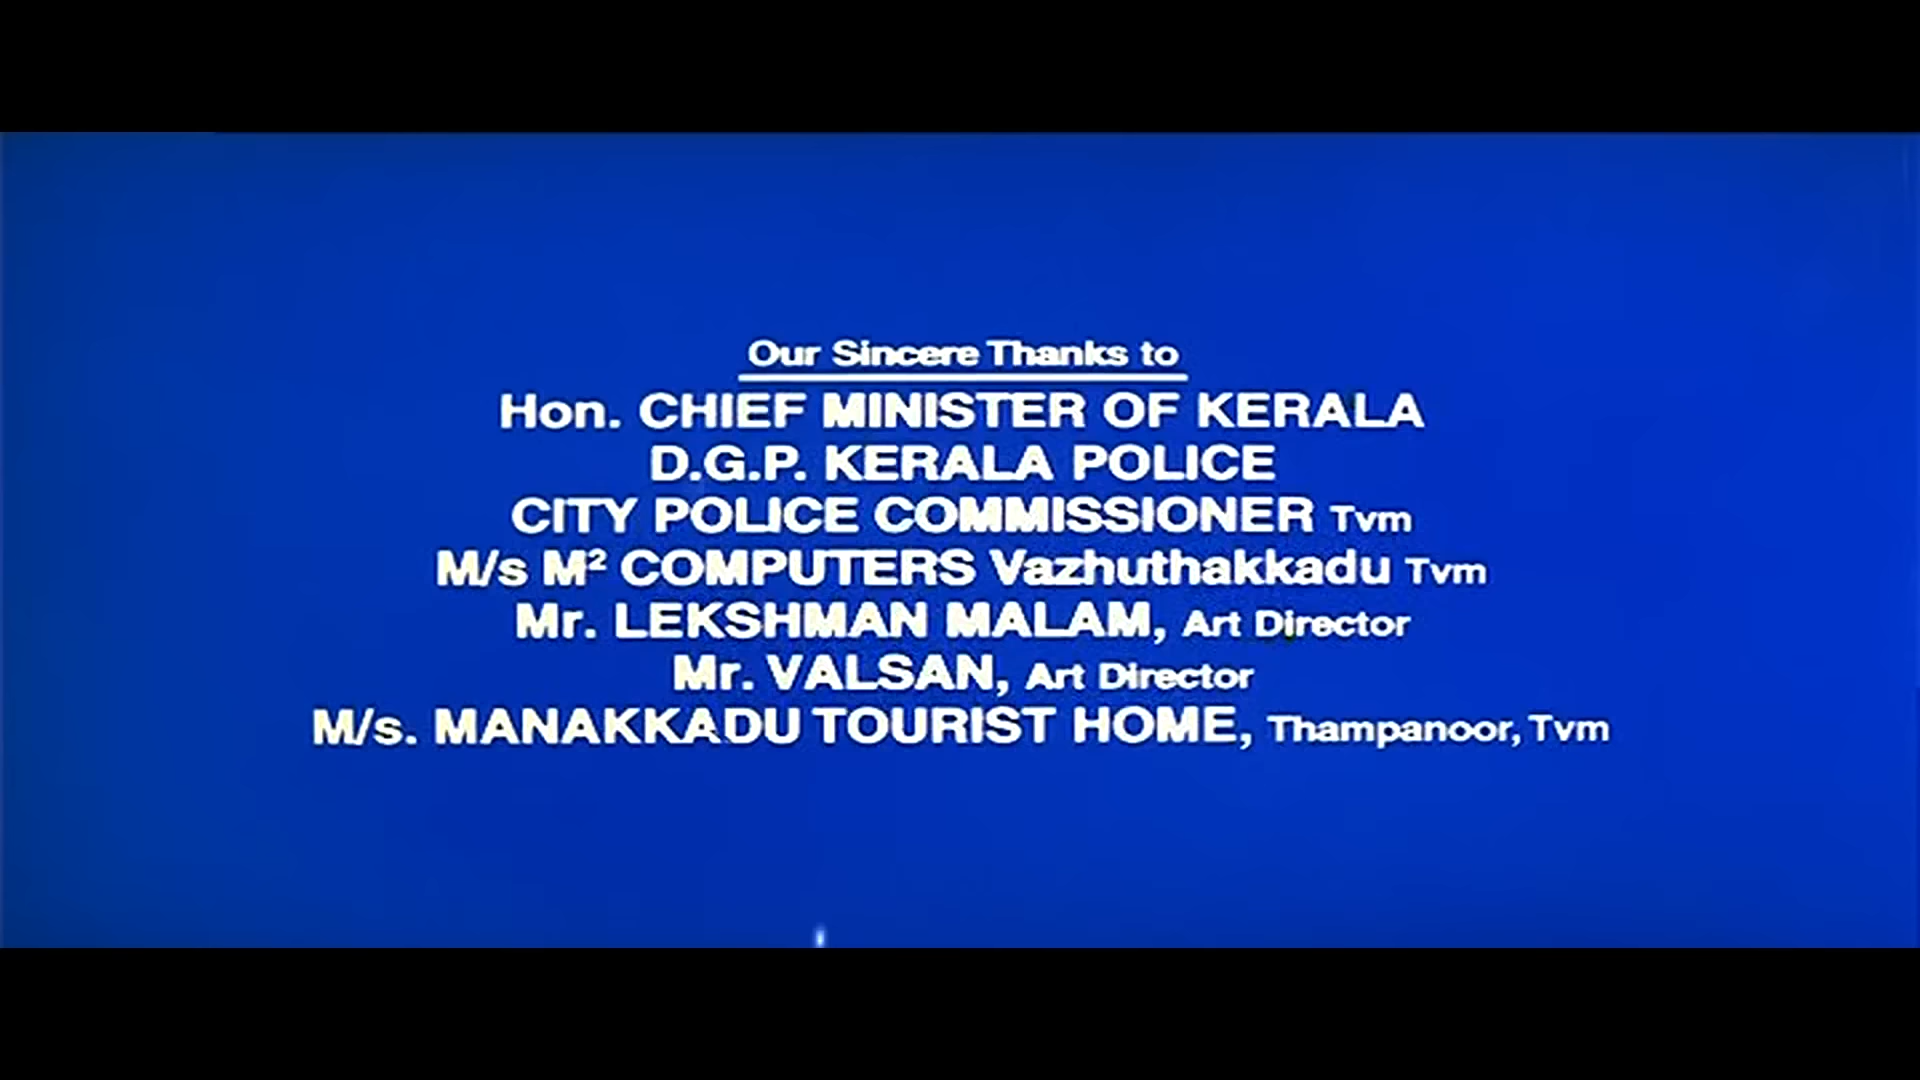 Our Sincere Thanks to
Hon. CHIEF MINISTER OF KERALA
D.G.P. KERALA POLICE
CITY POLICE COMMISSIONER Tvm
M/s M² COMPUTERS Vazhuthakkadu Tvm
Mr. LEKSHMAN MALAM, Art Director
Mr. VALSAN, Art Director
M/s. MANAKKADU TOURIST HOME, Thampanoor, Tvm